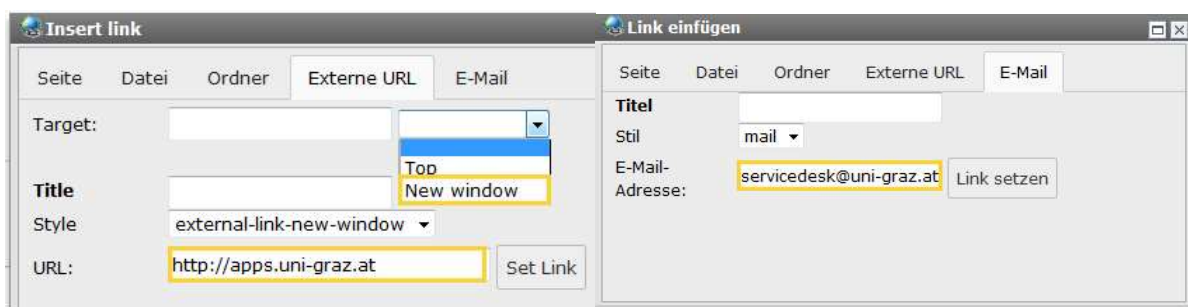 Insert link
Seite Datei Ordner Externe URL E-Mail
Target:
Top
New window
Title
Style external-link-new-window
URL: http://apps.uni-graz.at Set Link
Link einfügen
Seite Datei Ordner Externe URL E-Mail
Titel
Stil mail
E-Mail-
Adresse: servicedesk@uni-graz.at Link setzen